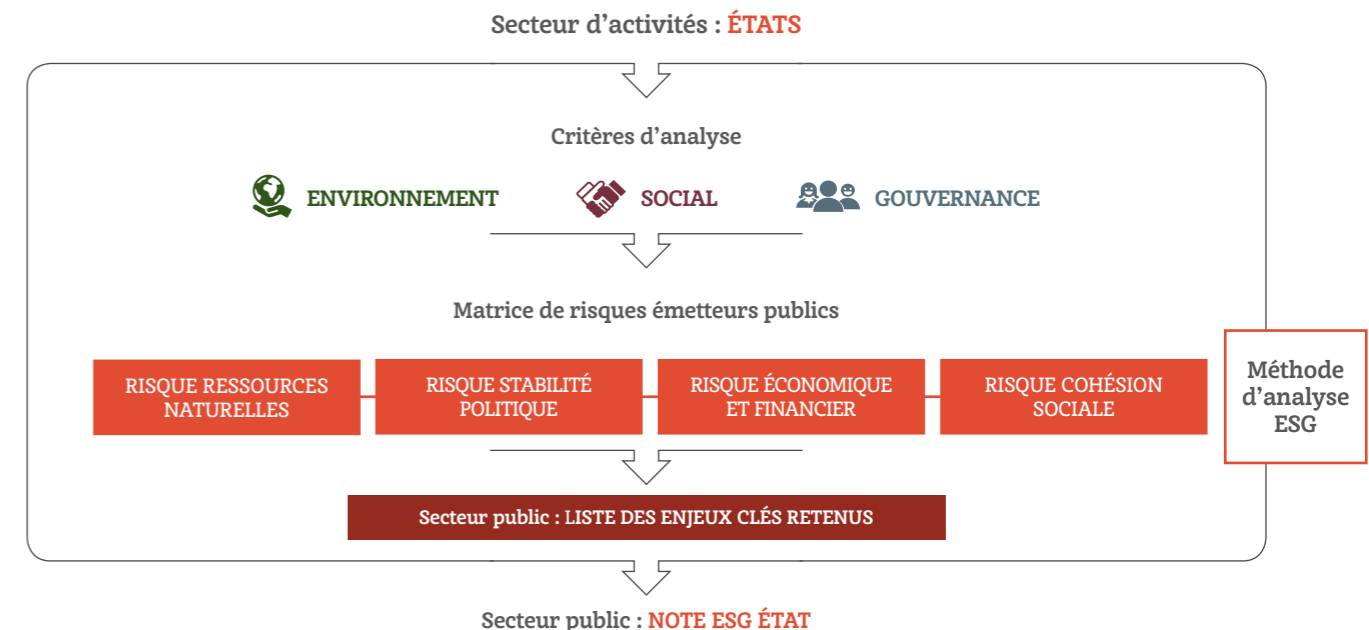 Secteur d’activités : ÉTATS
Critères d’analyse
ENVIRONNEMENT
SOCIAL
GOUVERNANCE
Matrice de risques émetteurs publics
RISQUE RESSOURCES
NATURELLES
RISQUE STABILITÉ
POLITIQUE
RISQUE ÉCONOMIQUE
ET FINANCIER
RISQUE COHÉSION
SOCIALE
Méthode
d’analyse
ESG
Secteur public : LISTE DES ENJEUX CLÉS RETENUS
Secteur public : NOTE ESG ÉTAT